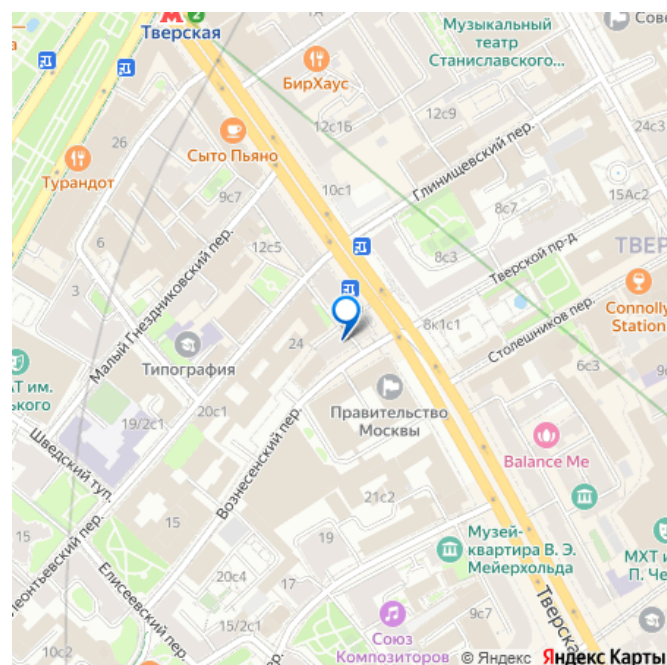 М 2
Тверская
БирХаус
Музыкальный
театр
Станиславского...
Сове
12с1Б
12с9
24с3
Сыто Пьяно
Турандот
26
9с7
10с1
Глинищевский пер.
15Ас2
8с7
6
12с5
8с3
Тверской пр-д
ТВЕР
3
Малый Гнездниковский пер.
Connolly
Station
Типография
24
8к1с1
Столешников пер.
6с3
9с
АТ им.
ького
Правительство
Москвы
19/2с1
20с1
Вознесенский пер.
Balance Me
Шведский туп.
21с2
15
15
19
Музей-
квартира В. Э.
Мейерхольда
МХТ и
П. Че
Леонтьевский пер.
Елисеевский пер.
20с4
17
Тверска
15/2с1
9с7
10с2
Союз
Композиторов
© Яндекс Яндекс Карты